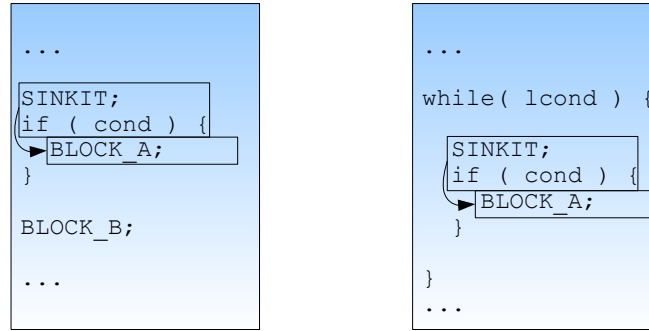 ...
SINKIT;
if ( cond ) {
BLOCK_A;
}
BLOCK_B;
...
...
while( lcond ) {
SINKIT;
if ( cond ) {
BLOCK_A;
}
}
...